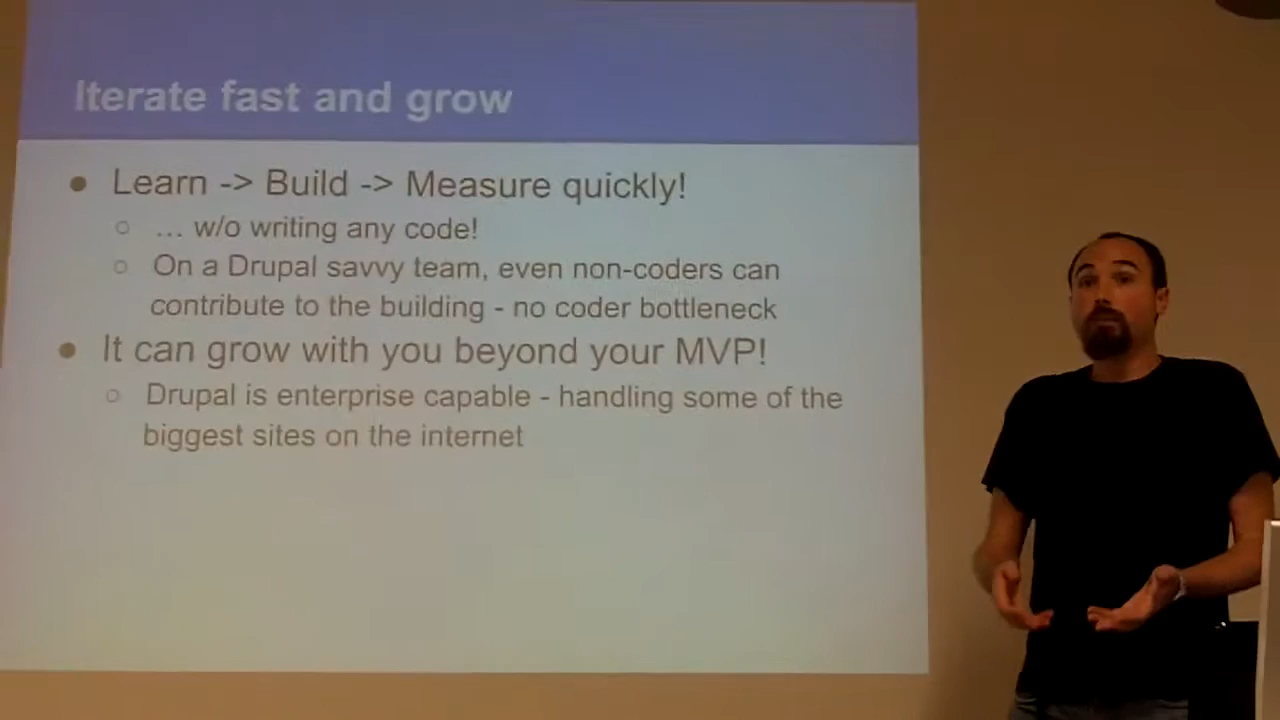 Iterate fast and grow
● Learn -> Build -> Measure quickly!
○ ... w/o writing any code!
○ On a Drupal savvy team, even non-coders can
contribute to the building - no coder bottleneck
● It can grow with you beyond your MVP!
○ Drupal is enterprise capable - handling some of the
biggest sites on the internet